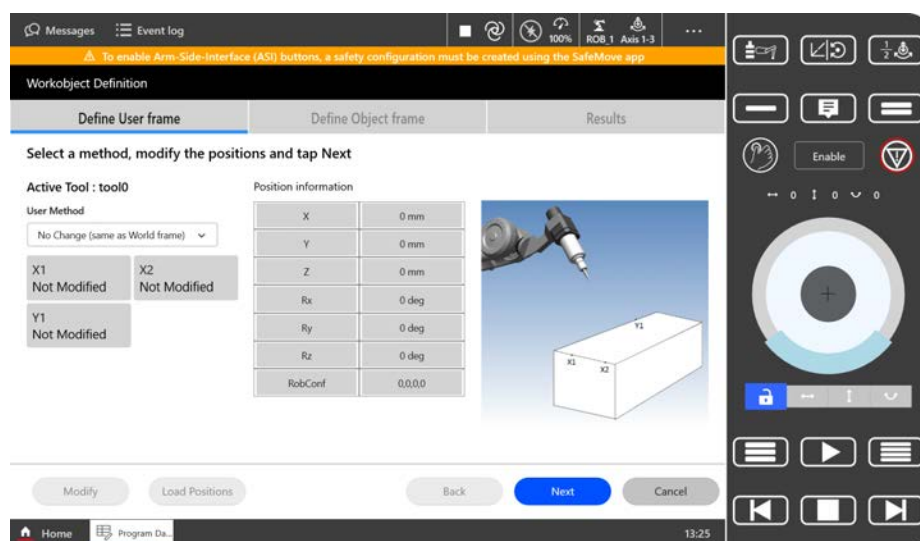 Messages
Event log
100%
ROB_1 Axis 1-3
...
To enable Arm-Side-Interface (ASI) buttons, a safety configuration must be created using the SafeMove app
Workobject Definition
Define User frame
Define Object frame
Results
Select a method, modify the positions and tap Next
Active Tool : tool0
User Method
No Change (same as World frame)
X1
Not Modified
X2
Not Modified
Y1
Not Modified
Position information
X 0 mm
Y 0 mm
Z 0 mm
Rx 0 deg
Ry 0 deg
Rz 0 deg
RobConf 0,0,0,0
Y1
X1
X2
Modify
Load Positions
Back
Next
Cancel
Home
Program Da...
13:25
1/2
Enable
0 0 0